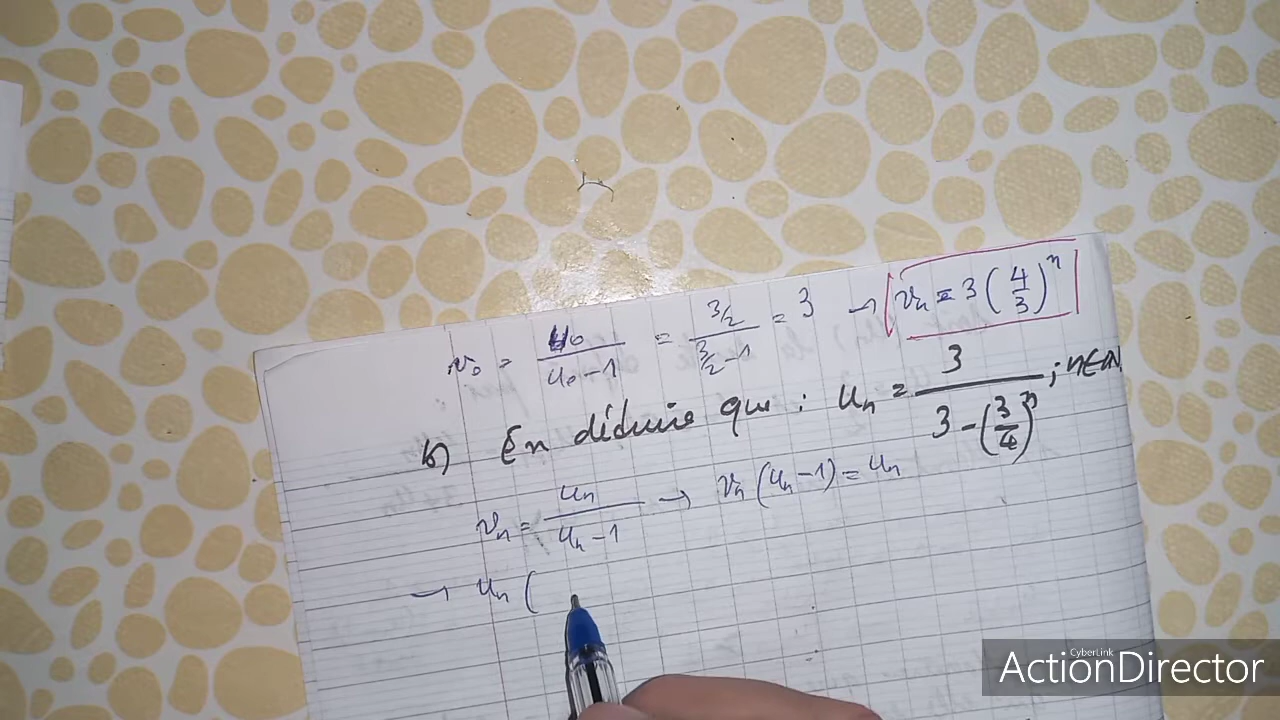 v₀ = u₀/(u₀-1) = (3/2)/(3/2 -1) = 3 → vₙ = 3(4/3)ⁿ
b) En déduire que : uₙ = 3/(3-(3/4)ⁿ) ; n∈ℕ
vₙ = uₙ/(uₙ-1) → vₙ(uₙ-1) = uₙ
→ uₙ (
CyberLink
ActionDirector